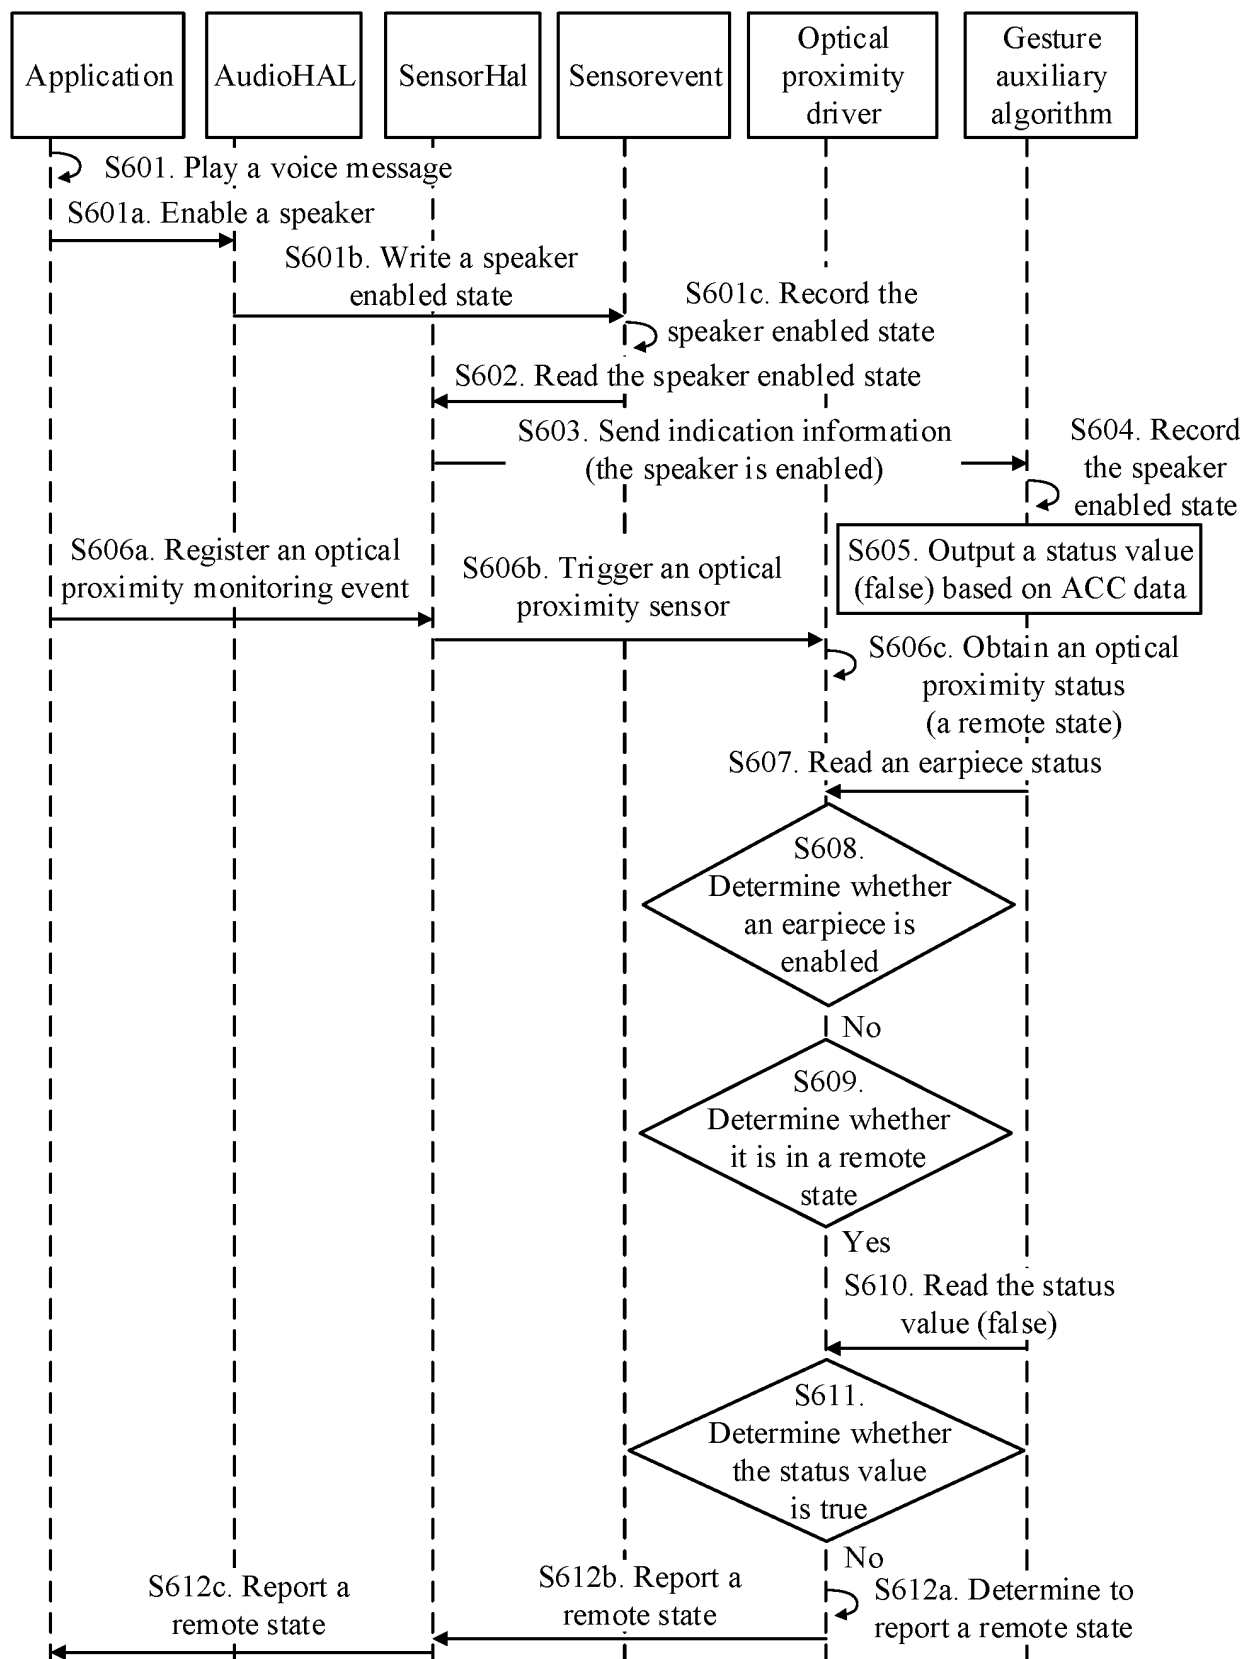 Application
AudioHAL
SensorHal
Sensorevent
Optical
proximity
driver
Gesture
auxiliary
algorithm
S601. Play a voice message
S601a. Enable a speaker
S601b. Write a speaker
enabled state
S601c. Record the
speaker enabled state
S602. Read the speaker enabled state
S603. Send indication information
(the speaker is enabled)
S604. Record
the speaker
enabled state
S605. Output a status value
(false) based on ACC data
S606a. Register an optical
proximity monitoring event
S606b. Trigger an optical
proximity sensor
S606c. Obtain an optical
proximity status
(a remote state)
S607. Read an earpiece status
S608.
Determine whether
an earpiece is
enabled
No
S609.
Determine whether
it is in a remote
state
Yes
S610. Read the status
value (false)
S611.
Determine whether
the status value
is true
No
S612a. Determine to
report a remote state
S612b. Report a
remote state
S612c. Report a
remote state